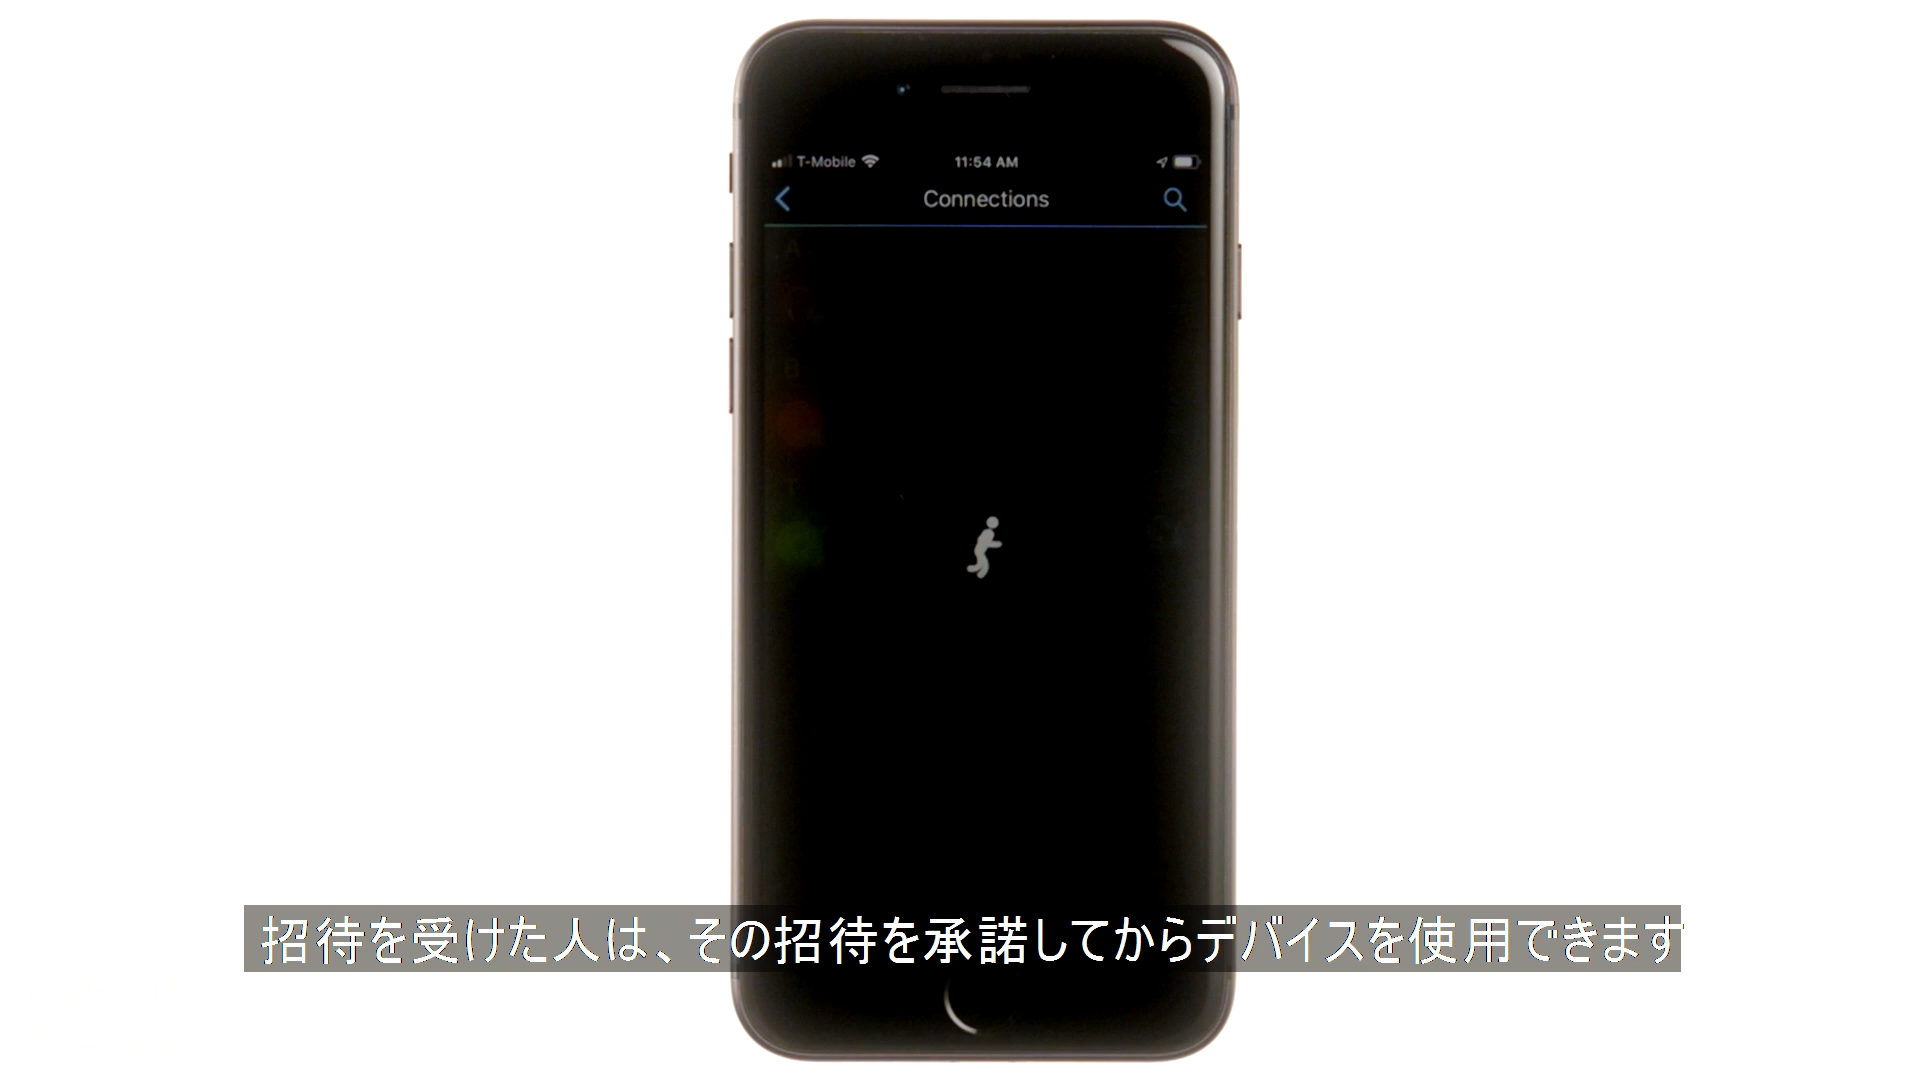 T-Mobile 11:54 AM
Connections
A
B
招待を受けた人は、その招待を承諾してからデバイスを使用できます